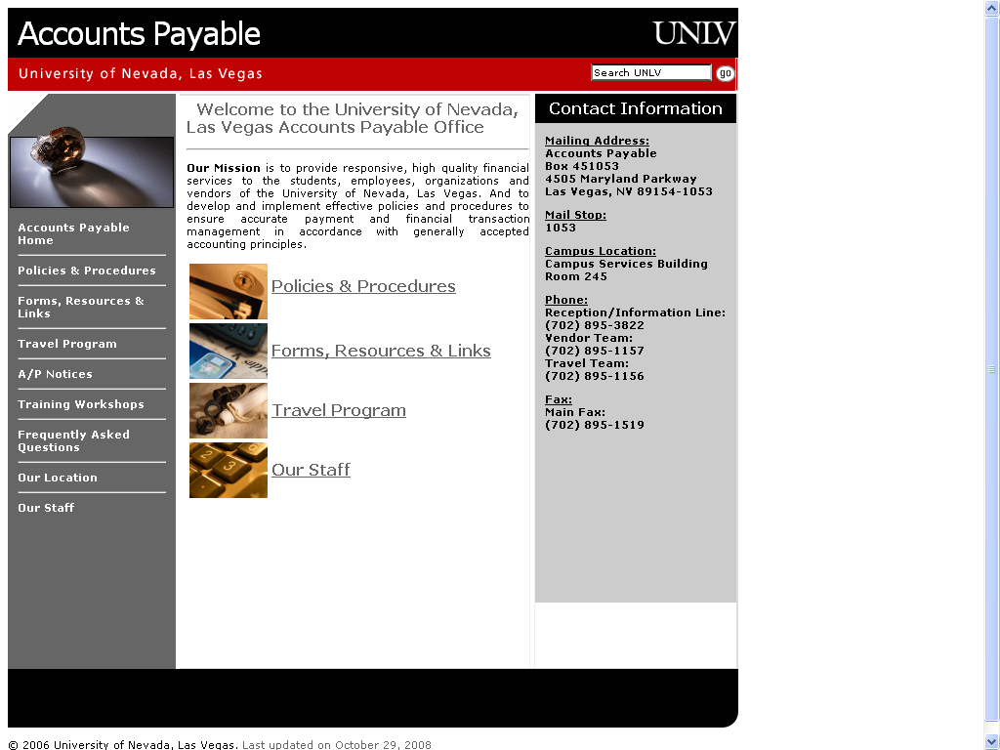 Accounts Payable
UNLV
University of Nevada, Las Vegas
Search UNLV
go
Accounts Payable
Home
Policies & Procedures
Forms, Resources &
Links
Travel Program
A/P Notices
Training Workshops
Frequently Asked
Questions
Our Location
Our Staff
Welcome to the University of Nevada,
Las Vegas Accounts Payable Office
Our Mission is to provide responsive, high quality financial
services to the students, employees, organizations and
vendors of the University of Nevada, Las Vegas. And to
develop and implement effective policies and procedures to
ensure accurate payment and financial transaction
management in accordance with generally accepted
accounting principles.
Policies & Procedures
Forms, Resources & Links
Travel Program
Our Staff
Contact Information
Mailing Address:
Accounts Payable
Box 451053
4505 Maryland Parkway
Las Vegas, NV 89154-1053
Mail Stop:
1053
Campus Location:
Campus Services Building
Room 245
Phone:
Reception/Information Line:
(702) 895-3822
Vendor Team:
(702) 895-1157
Travel Team:
(702) 895-1156
Fax:
Main Fax:
(702) 895-1519
© 2006 University of Nevada, Las Vegas. Last updated on October 29, 2008